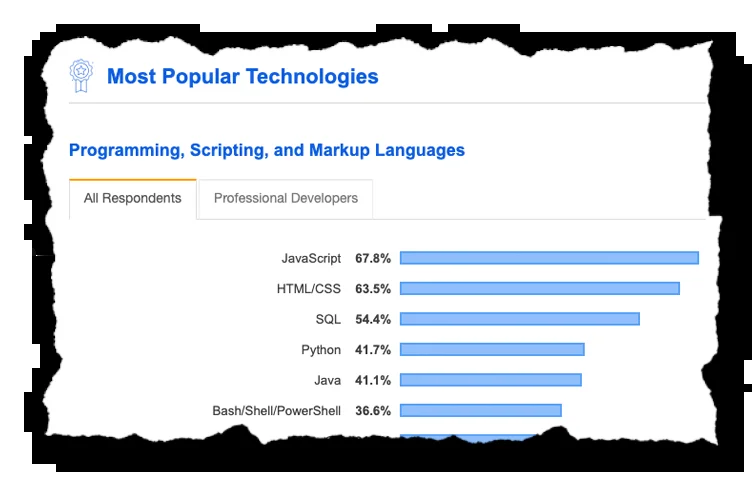 Most Popular Technologies
Programming, Scripting, and Markup Languages
All Respondents Professional Developers
JavaScript 67.8%
HTML/CSS 63.5%
SQL 54.4%
Python 41.7%
Java 41.1%
Bash/Shell/PowerShell 36.6%